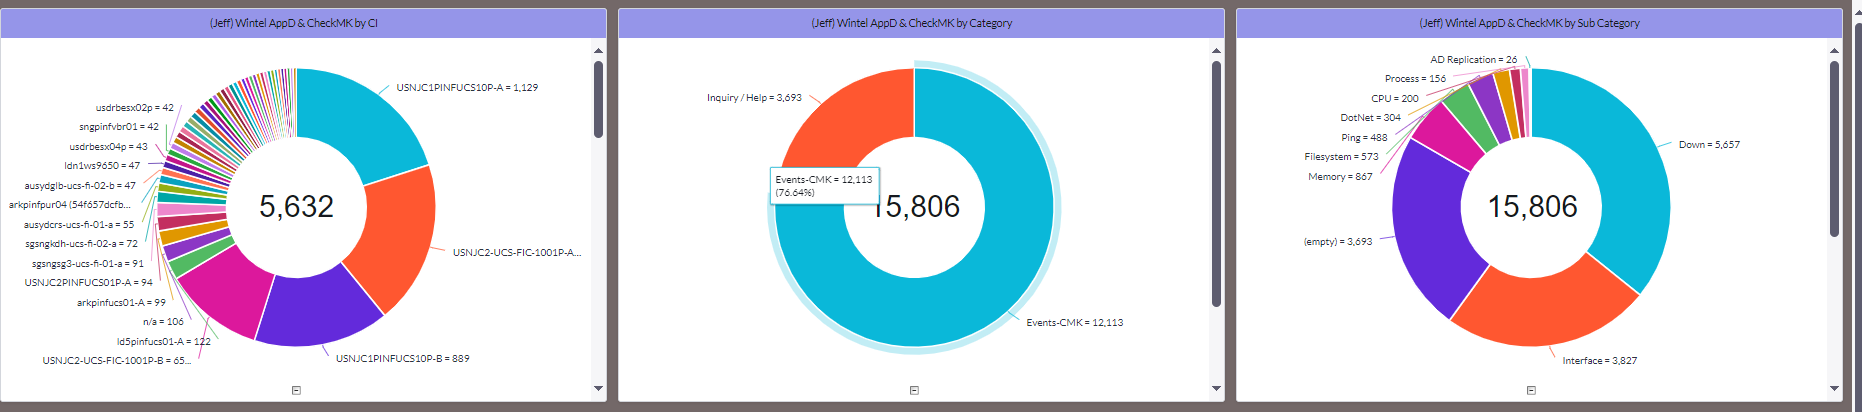 (Jeff) Wintel AppD & CheckMK by CI
USNJC1PINFUCS10P-A = 1,129
usdrbesx02p = 42
sngpinfvbr01 = 42
usdrbesx04p = 43
ldn1ws9650 = 47
ausydglb-ucs-fi-02-b = 47
arkpinfpur04 (54f657dcfb...
ausydcrs-ucs-fi-01-a = 55
sgsngkdh-ucs-fi-02-a = 72
sgsngsg3-ucs-fi-01-a = 91
USNJC2PINFUCS01P-A = 94
arkpinfucs01-A = 99
n/a = 106
ld5pinfucs01-A = 122
USNJC2-UCS-FIC-1001P-B = 65...
5,632
USNJC2-UCS-FIC-1001P-A...
USNJC1PINFUCS10P-B = 889
(Jeff) Wintel AppD & CheckMK by Category
Inquiry / Help = 3,693
Events-CMK = 12,113
(76.64%)
15,806
Events-CMK = 12,113
(Jeff) Wintel AppD & CheckMK by Sub Category
AD Replication = 26
Process = 156
CPU = 200
DotNet = 304
Ping = 488
Filesystem = 573
Memory = 867
(empty) = 3,693
15,806
Down = 5,657
Interface = 3,827